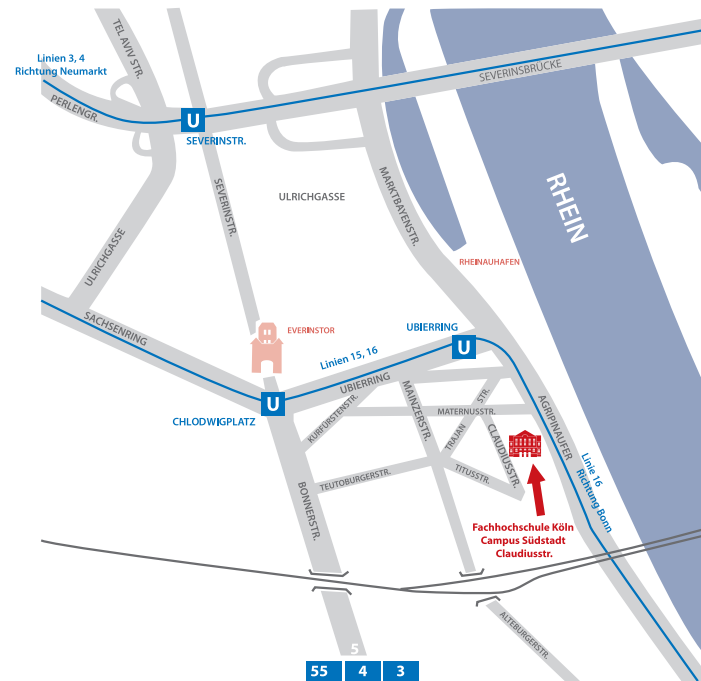 TEL AVIV STR.
Linien 3, 4
Richtung Neumarkt
SEVERINSBRÜCKE
PERLENGR.
U
SEVERINSTR.
SEVERINSTR.
ULRICHGASSE
MARKTBAYENSTR.
RHEIN
ULRICHGASSE
RHEINAUHAFEN
SACHSENRING
EVERINSTOR
UBIERRING
U
Linien 15, 16
UBIERRING
U
CHLODWIGPLATZ
KURFÜRSTENSTR.
MAINZERSTR.
MATERNUSSTR.
TRAJAN
STR.
CLAUDIUSSTR.
AGRIPINAUFER
TEUTOBURGERSTR.
TITUSSTR.
Linie 16
Richtung Bonn
BONNERSTR.
Fachhochschule Köln
Campus Südstadt
Claudiusstr.
ALTEBURGERSTR.
5
55 4 3